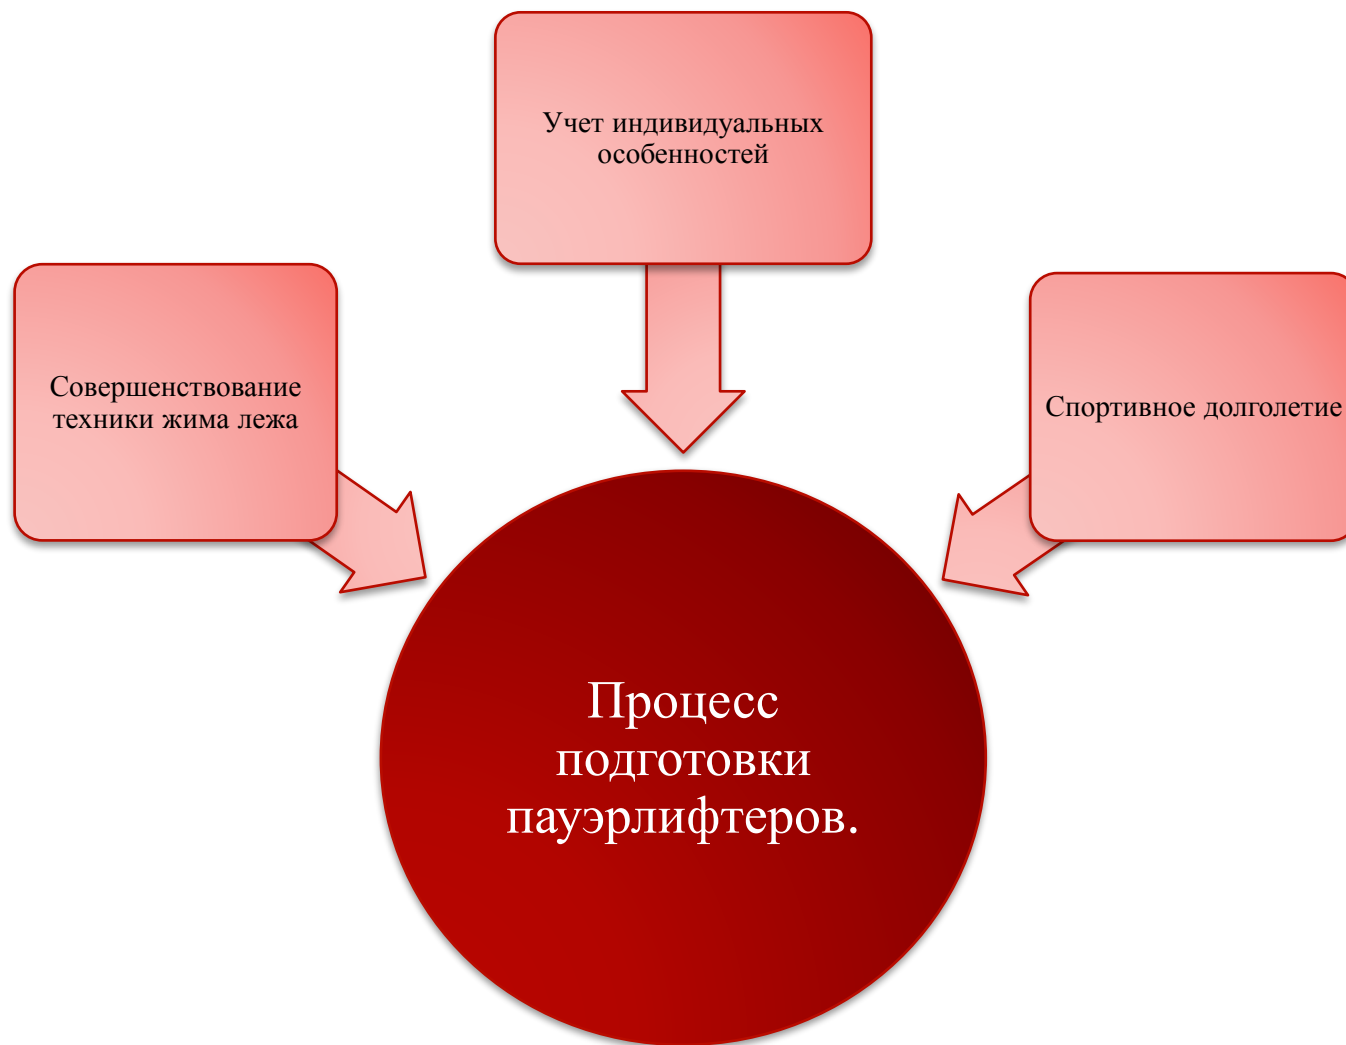 Учет индивидуальных
особенностей
Совершенствование
техники жима лежа
Спортивное долголетие
Процесс
подготовки
пауэрлифтеров.